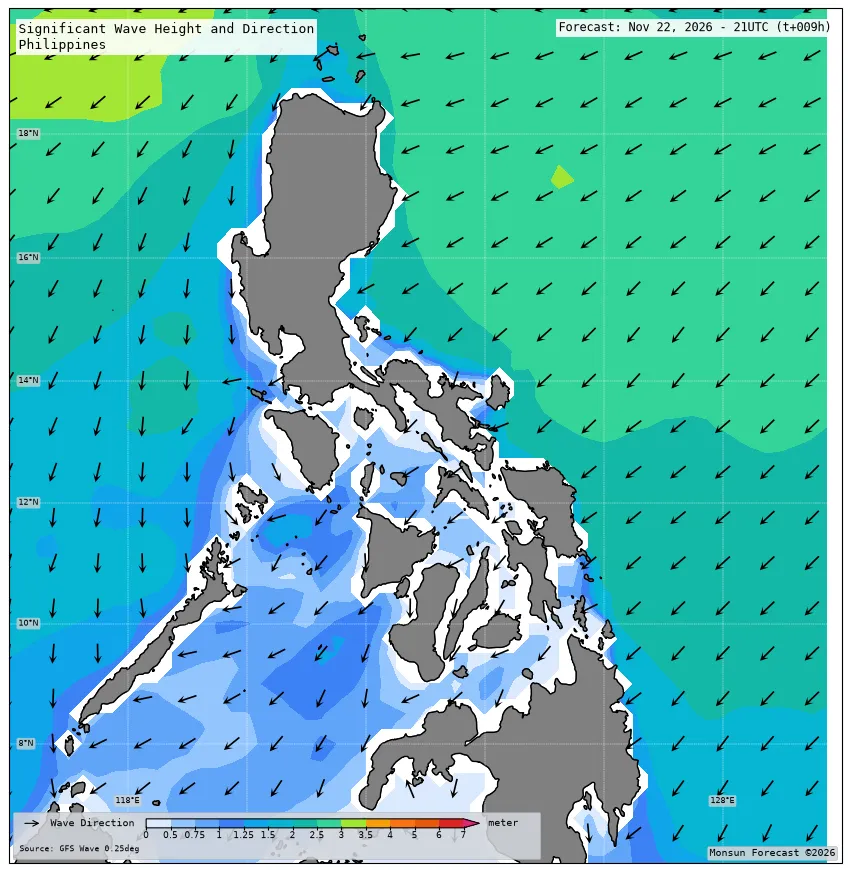 Significant Wave Height and Direction
Philippines
Forecast: Nov 22, 2026 - 21UTC (t+009h)
18°N
16°N
14°N
12°N
10°N
8°N
118°E
128°E
Wave Direction
meter
0 0.5 0.75 1 1.25 1.5 2 2.5 3 3.5 4 5 6 7
Source: GFS Wave 0.25deg
Monsun Forecast ©2026